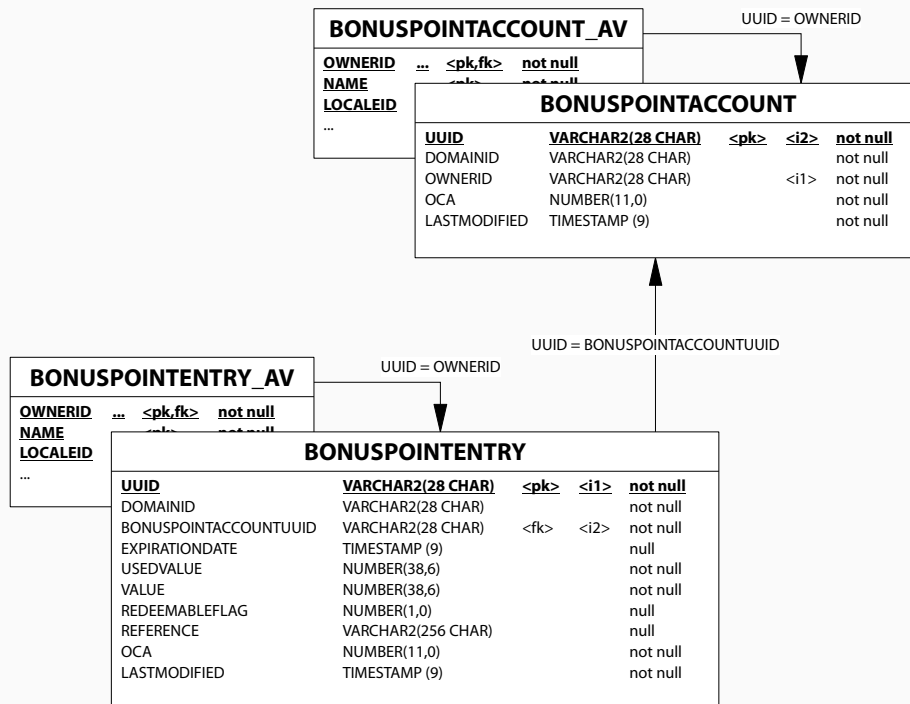 BONUSPOINTACCOUNT_AV
UUID = OWNERID
OWNERID ... <pk,fk> not null
NAME <pk> not null
LOCALEID
...
BONUSPOINTACCOUNT
UUID VARCHAR2(28 CHAR) <pk> <i2> not null
DOMAINID VARCHAR2(28 CHAR) not null
OWNERID VARCHAR2(28 CHAR) <i1> not null
OCA NUMBER(11,0) not null
LASTMODIFIED TIMESTAMP (9) not null
UUID = BONUSPOINTACCOUNTUUID
BONUSPOINTENTRY_AV
UUID = OWNERID
OWNERID ... <pk,fk> not null
NAME <pk> not null
LOCALEID
...
BONUSPOINTENTRY
UUID VARCHAR2(28 CHAR) <pk> <i1> not null
DOMAINID VARCHAR2(28 CHAR) not null
BONUSPOINTACCOUNTUUID VARCHAR2(28 CHAR) <fk> <i2> not null
EXPIRATIONDATE TIMESTAMP (9) null
USEDVALUE NUMBER(38,6) not null
VALUE NUMBER(38,6) not null
REDEEMABLEFLAG NUMBER(1,0) null
REFERENCE VARCHAR2(256 CHAR) null
OCA NUMBER(11,0) not null
LASTMODIFIED TIMESTAMP (9) not null